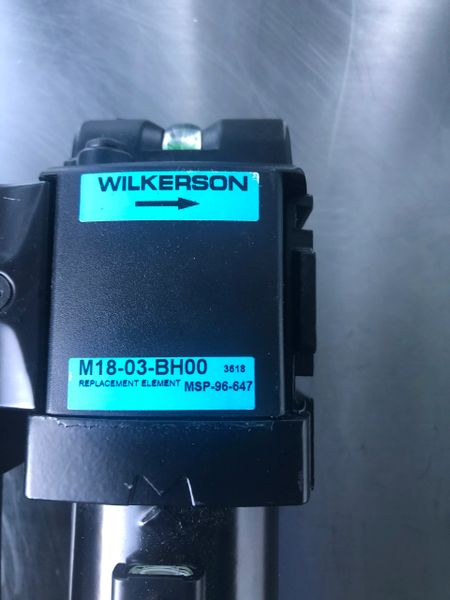 WILKERSON
M18-03-BH00 3618
REPLACEMENT ELEMENT MSP-96-647